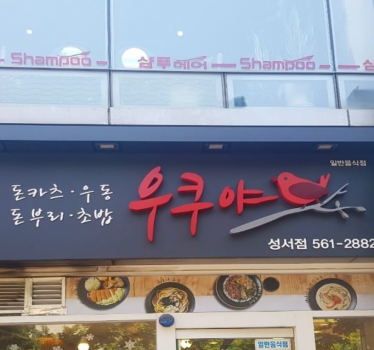 Shampoo 샴푸헤어 Shampoo 샴
일반음식점
돈카츠·우동
돈부리·초밥
우쿠야
성서점 561-2882
일반음식점